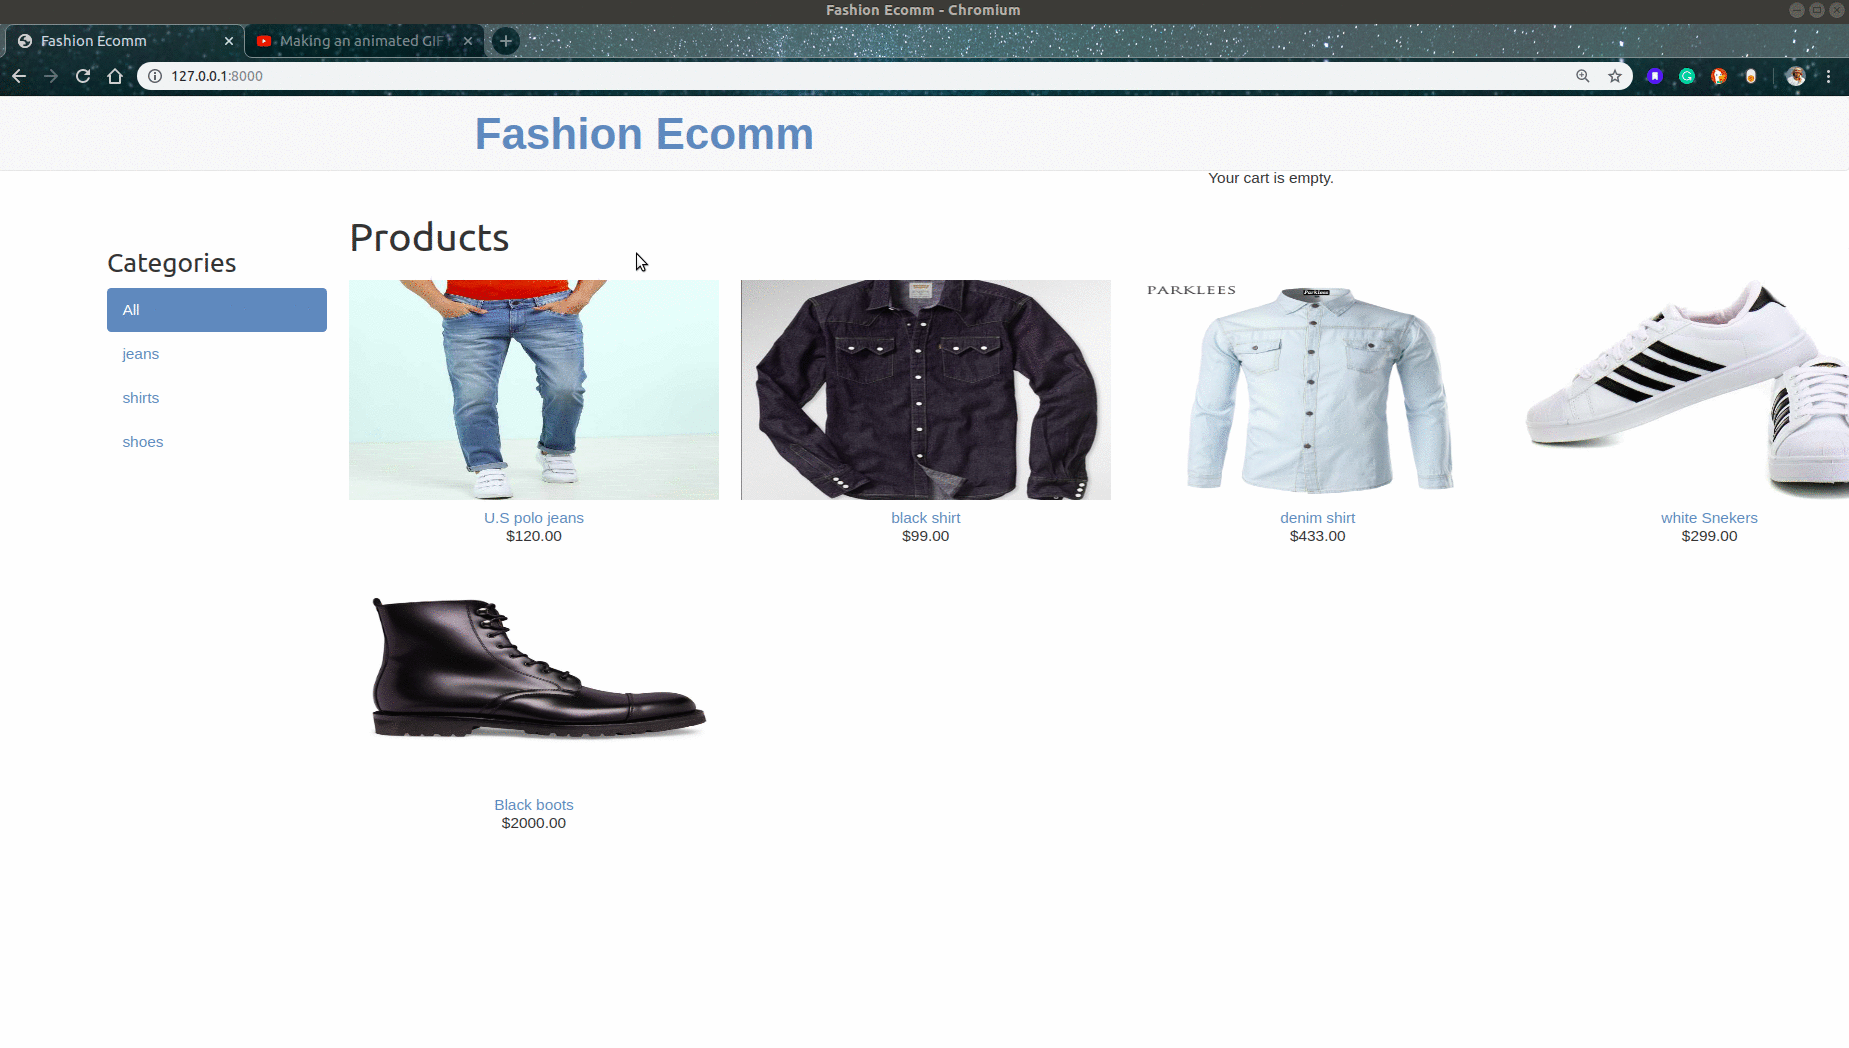 Fashion Ecomm - Chromium
Fashion Ecomm
Making an animated GIF
127.0.0.1:8000
Fashion Ecomm
Your cart is empty.
Products
Categories
All
jeans
shirts
shoes
PARKLEES
Parklees
U.S polo jeans
$120.00
black shirt
$99.00
denim shirt
$433.00
white Snekers
$299.00
Black boots
$2000.00